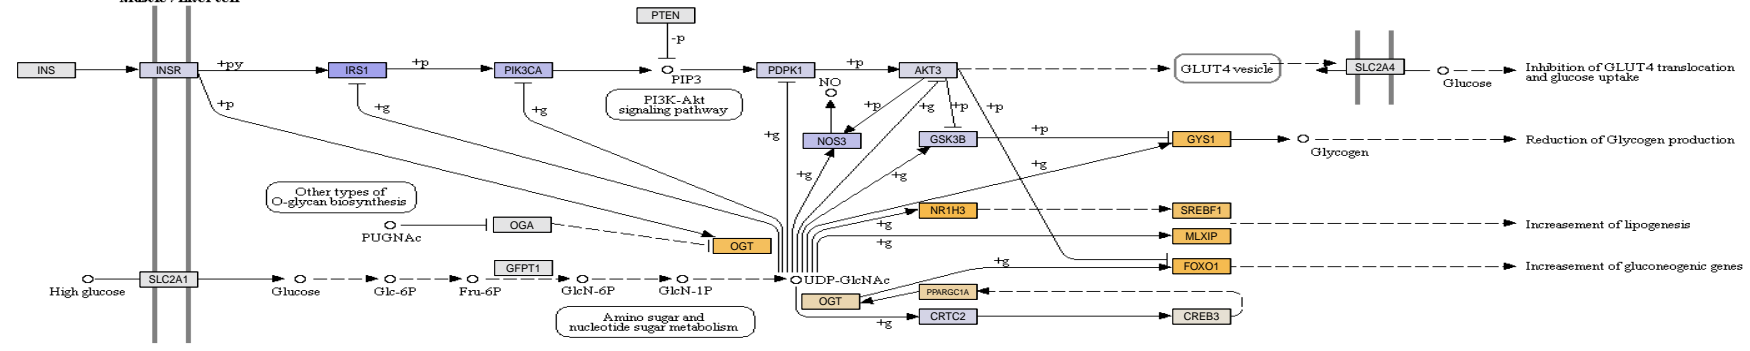 Muscle / Liver cell
PTEN
-p
INS
INSR
+py
IRS1
+p
PIK3CA
PIP3
PDPK1
+p
AKT3
GLUT4 vesicle
SLC2A4
Glucose
Inhibition of GLUT4 translocation
and glucose uptake
PI3K-Akt
signaling pathway
NO
+p
+g
+g
+g
+p
+g
+p
+p
NOS3
GSK3B
+p
GYS1
Glycogen
Reduction of Glycogen production
+g
+g
+g
Other types of
O-glycan biosynthesis
PUGNAc
OGA
OGT
NR1H3
+g
SREBF1
Increasement of lipogenesis
+g
MLXIP
High glucose
SLC2A1
Glucose
Glc-6P
Fru-6P
GFPT1
GlcN-6P
GlcN-1P
UDP-GlcNAc
+g
FOXO1
Increasement of gluconeogenic genes
OGT
PPARGC1A
Amino sugar and
nucleotide sugar metabolism
+g
CRTC2
CREB3